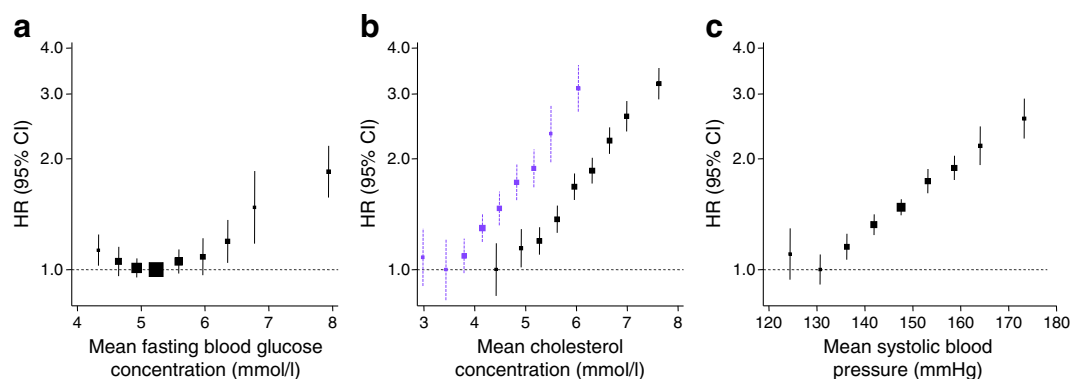 a
4.0
3.0
2.0
1.0
HR (95% CI)
4 5 6 7 8
Mean fasting blood glucose
concentration (mmol/l)
b
4.0
3.0
2.0
1.0
HR (95% CI)
3 4 5 6 7 8
Mean cholesterol
concentration (mmol/l)
c
4.0
3.0
2.0
1.0
HR (95% CI)
120 130 140 150 160 170 180
Mean systolic blood
pressure (mmHg)